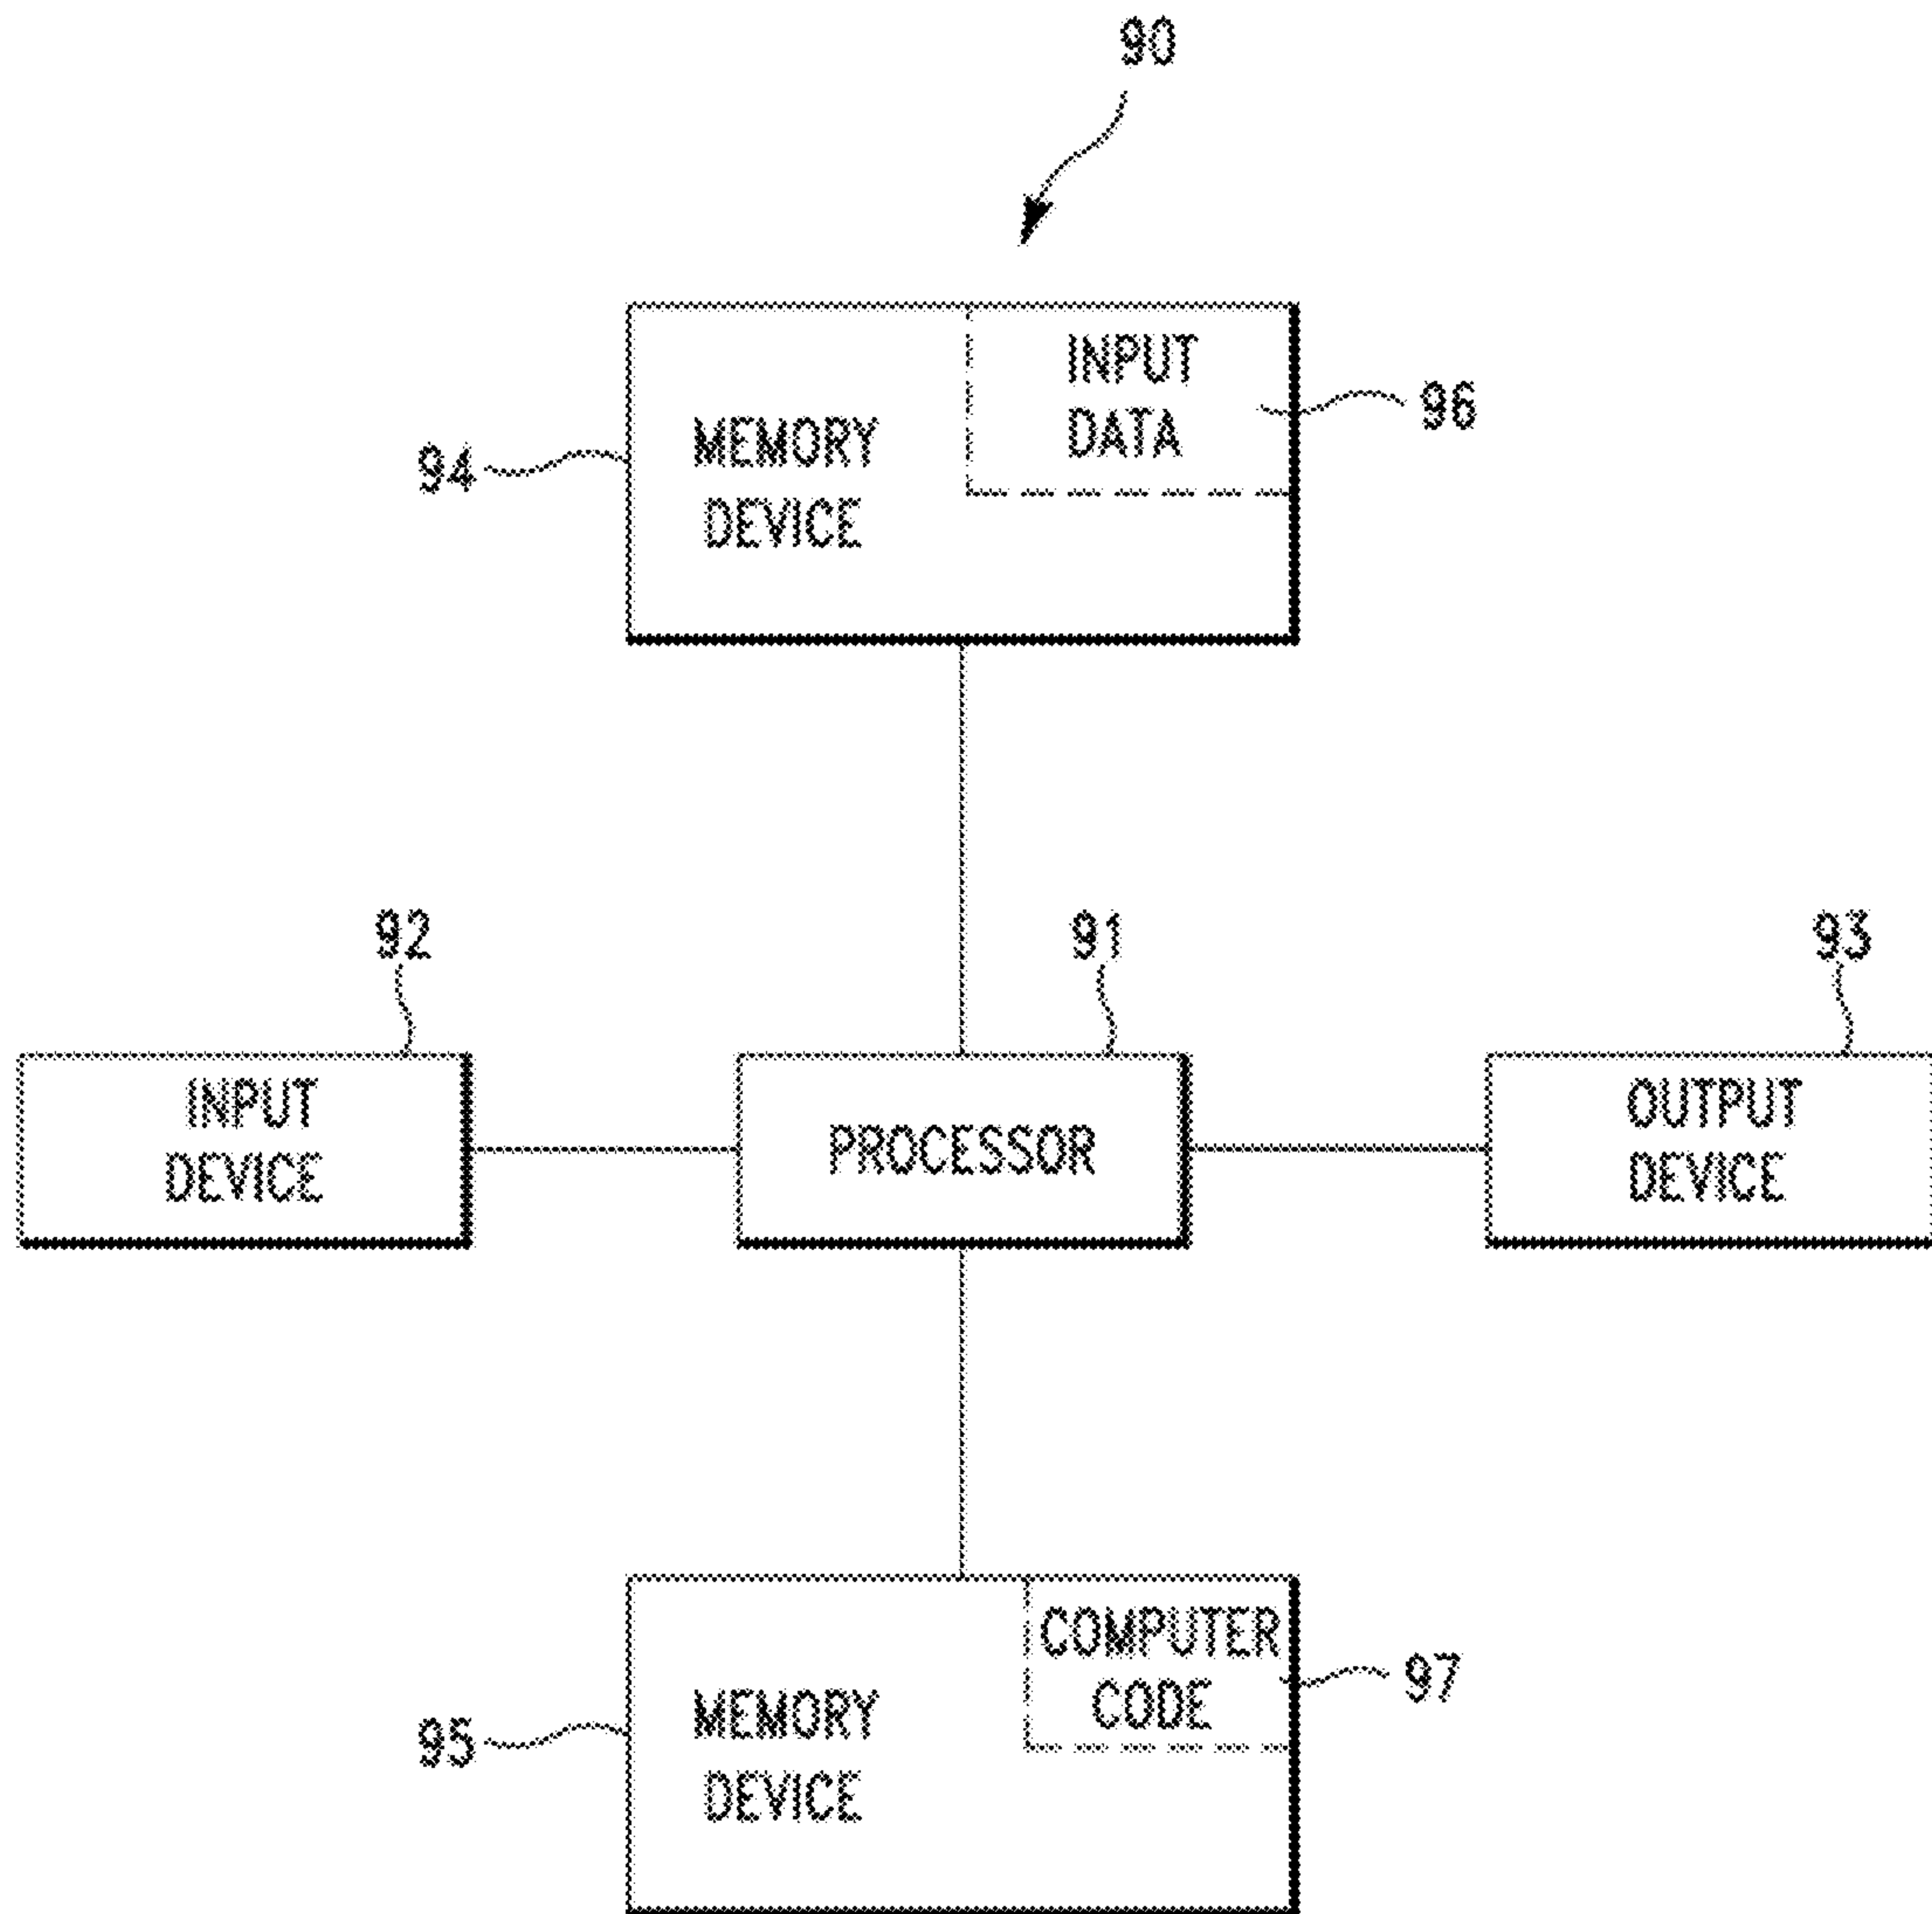 90
INPUT
DATA
96
94
MEMORY
DEVICE
92
91
93
INPUT
DEVICE
PROCESSOR
OUTPUT
DEVICE
COMPUTER
CODE
97
95
MEMORY
DEVICE